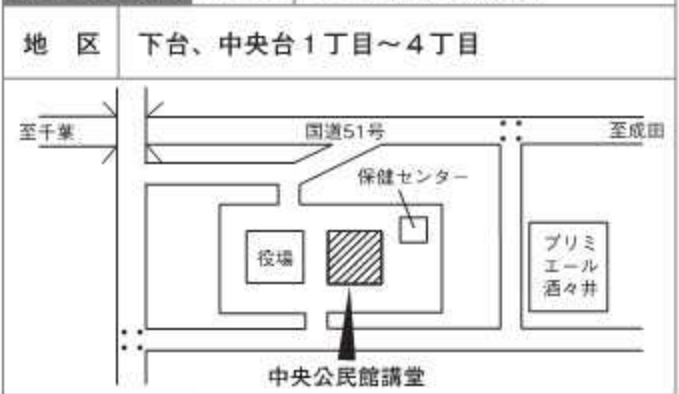 地 区 下台、中央台1丁目~4丁目
至千葉
国道51号
至成田
保健センター
役場
プリミ
エール
酒々井
中央公民館講堂